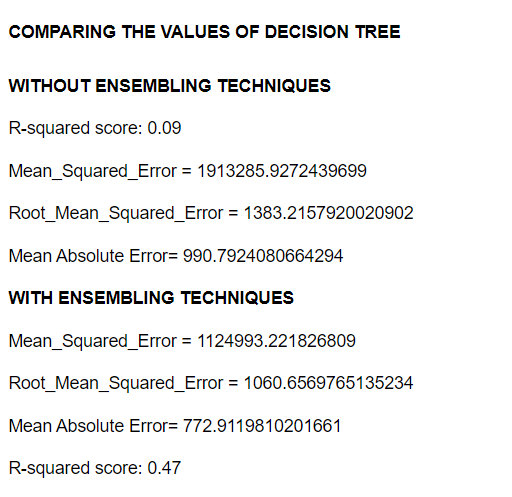 COMPARING THE VALUES OF DECISION TREE
WITHOUT ENSEMBLING TECHNIQUES
R-squared score: 0.09
Mean_Squared_Error = 1913285.9272439699
Root_Mean_Squared_Error = 1383.2157920020902
Mean Absolute Error= 990.7924080664294
WITH ENSEMBLING TECHNIQUES
Mean_Squared_Error = 1124993.221826809
Root_Mean_Squared_Error = 1060.6569765135234
Mean Absolute Error= 772.9119810201661
R-squared score: 0.47